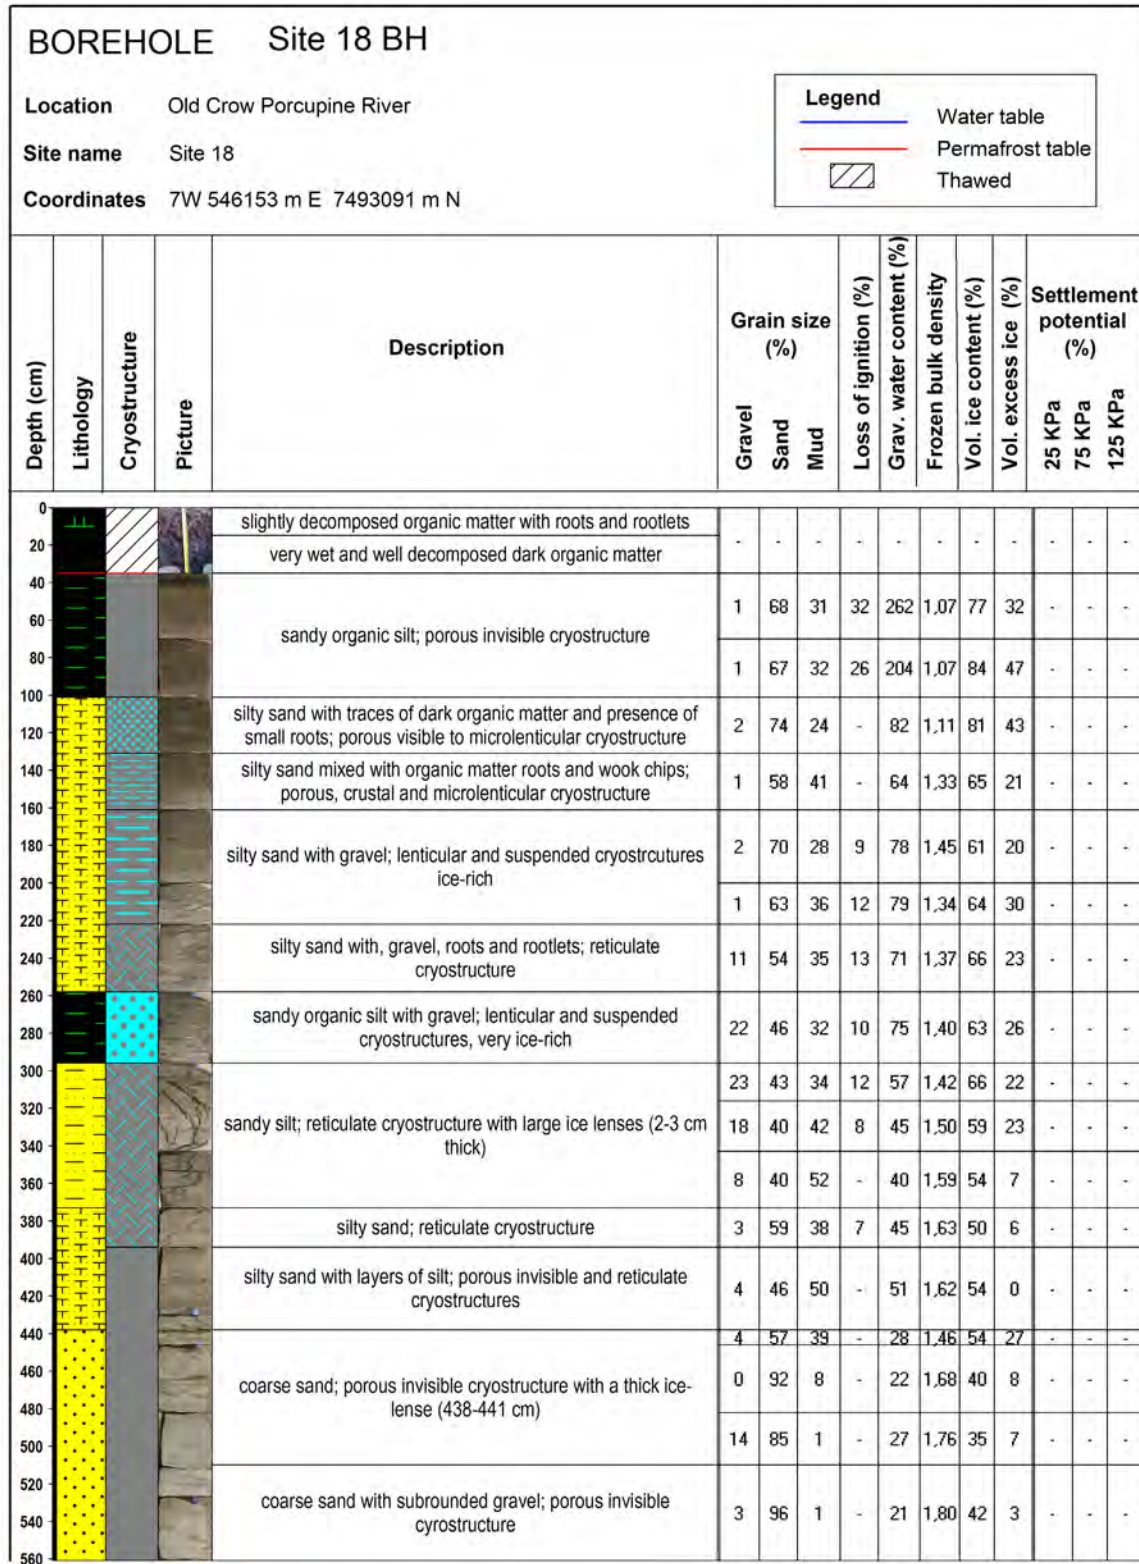 BOREHOLE Site 18 BH
Location Old Crow Porcupine River
Site name Site 18
Coordinates 7W 546153 m E 7493091 m N
Legend
Water table
Permafrost table
Thawed
Depth (cm)
Lithology
Cryostructure
Picture
Description
Grain size
(%)
Gravel
Sand
Mud
Loss of ignition (%)
Grav. water content (%)
Frozen bulk density
Vol. ice content (%)
Vol. excess ice (%)
Settlement
potential
(%)
25 KPa
75 KPa
125 KPa
0
20
40
60
80
100
120
140
160
180
200
220
240
260
280
300
320
340
360
380
400
420
440
460
480
500
520
540
560
slightly decomposed organic matter with roots and rootlets
very wet and well decomposed dark organic matter
- - - - - - - - - - -
sandy organic silt; porous invisible cryostructure
1 68 31 32 262 1,07 77 32 - - -
1 67 32 26 204 1,07 84 47 - - -
silty sand with traces of dark organic matter and presence of
small roots; porous visible to microlenticular cryostructure
2 74 24 - 82 1,11 81 43 - - -
silty sand mixed with organic matter roots and wook chips;
porous, crustal and microlenticular cryostructure
1 58 41 - 64 1,33 65 21 - - -
silty sand with gravel; lenticular and suspended cryostrcutures
ice-rich
2 70 28 9 78 1,45 61 20 - - -
1 63 36 12 79 1,34 64 30 - - -
silty sand with, gravel, roots and rootlets; reticulate
cryostructure
11 54 35 13 71 1,37 66 23 - - -
sandy organic silt with gravel; lenticular and suspended
cryostructures, very ice-rich
22 46 32 10 75 1,40 63 26 - - -
sandy silt; reticulate cryostructure with large ice lenses (2-3 cm
thick)
23 43 34 12 57 1,42 66 22 - - -
18 40 42 8 45 1,50 59 23 - - -
8 40 52 - 40 1,59 54 7 - - -
silty sand; reticulate cryostructure
3 59 38 7 45 1,63 50 6 - - -
silty sand with layers of silt; porous invisible and reticulate
cryostructures
4 46 50 - 51 1,62 54 0 - - -
coarse sand; porous invisible cryostructure with a thick ice-
lense (438-441 cm)
4 57 39 - 28 1,46 54 27 - - -
0 92 8 - 22 1,68 40 8 - - -
14 85 1 - 27 1,76 35 7 - - -
coarse sand with subrounded gravel; porous invisible
cyrostructure
3 96 1 - 21 1,80 42 3 - - -